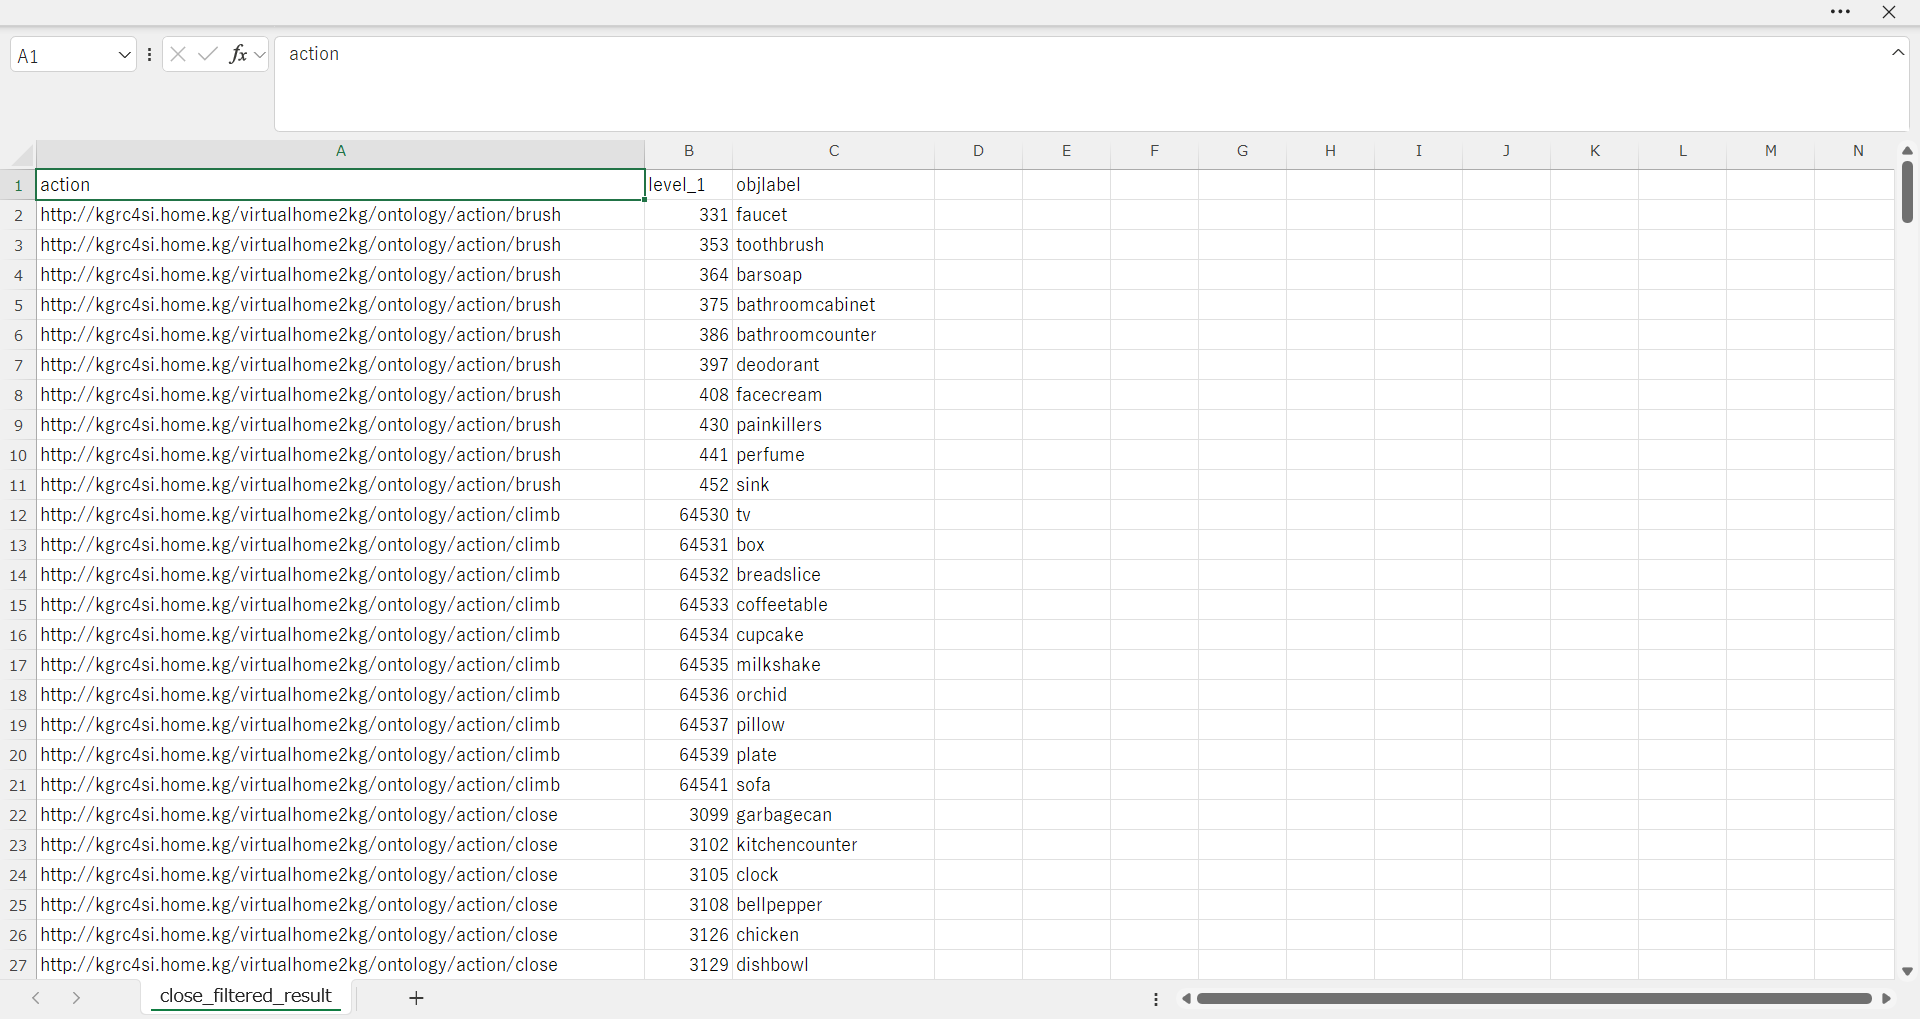 A1
fx
action
A B C D E F G H I J K L M N
1 action level_1 objlabel
2 http://kgrc4si.home.kg/virtualhome2kg/ontology/action/brush 331 faucet
3 http://kgrc4si.home.kg/virtualhome2kg/ontology/action/brush 353 toothbrush
4 http://kgrc4si.home.kg/virtualhome2kg/ontology/action/brush 364 barsoap
5 http://kgrc4si.home.kg/virtualhome2kg/ontology/action/brush 375 bathroomcabinet
6 http://kgrc4si.home.kg/virtualhome2kg/ontology/action/brush 386 bathroomcounter
7 http://kgrc4si.home.kg/virtualhome2kg/ontology/action/brush 397 deodorant
8 http://kgrc4si.home.kg/virtualhome2kg/ontology/action/brush 408 facecream
9 http://kgrc4si.home.kg/virtualhome2kg/ontology/action/brush 430 painkillers
10 http://kgrc4si.home.kg/virtualhome2kg/ontology/action/brush 441 perfume
11 http://kgrc4si.home.kg/virtualhome2kg/ontology/action/brush 452 sink
12 http://kgrc4si.home.kg/virtualhome2kg/ontology/action/climb 64530 tv
13 http://kgrc4si.home.kg/virtualhome2kg/ontology/action/climb 64531 box
14 http://kgrc4si.home.kg/virtualhome2kg/ontology/action/climb 64532 breadslice
15 http://kgrc4si.home.kg/virtualhome2kg/ontology/action/climb 64533 coffeetable
16 http://kgrc4si.home.kg/virtualhome2kg/ontology/action/climb 64534 cupcake
17 http://kgrc4si.home.kg/virtualhome2kg/ontology/action/climb 64535 milkshake
18 http://kgrc4si.home.kg/virtualhome2kg/ontology/action/climb 64536 orchid
19 http://kgrc4si.home.kg/virtualhome2kg/ontology/action/climb 64537 pillow
20 http://kgrc4si.home.kg/virtualhome2kg/ontology/action/climb 64539 plate
21 http://kgrc4si.home.kg/virtualhome2kg/ontology/action/climb 64541 sofa
22 http://kgrc4si.home.kg/virtualhome2kg/ontology/action/close 3099 garbagecan
23 http://kgrc4si.home.kg/virtualhome2kg/ontology/action/close 3102 kitchencounter
24 http://kgrc4si.home.kg/virtualhome2kg/ontology/action/close 3105 clock
25 http://kgrc4si.home.kg/virtualhome2kg/ontology/action/close 3108 bellpepper
26 http://kgrc4si.home.kg/virtualhome2kg/ontology/action/close 3126 chicken
27 http://kgrc4si.home.kg/virtualhome2kg/ontology/action/close 3129 dishbowl
close_filtered_result